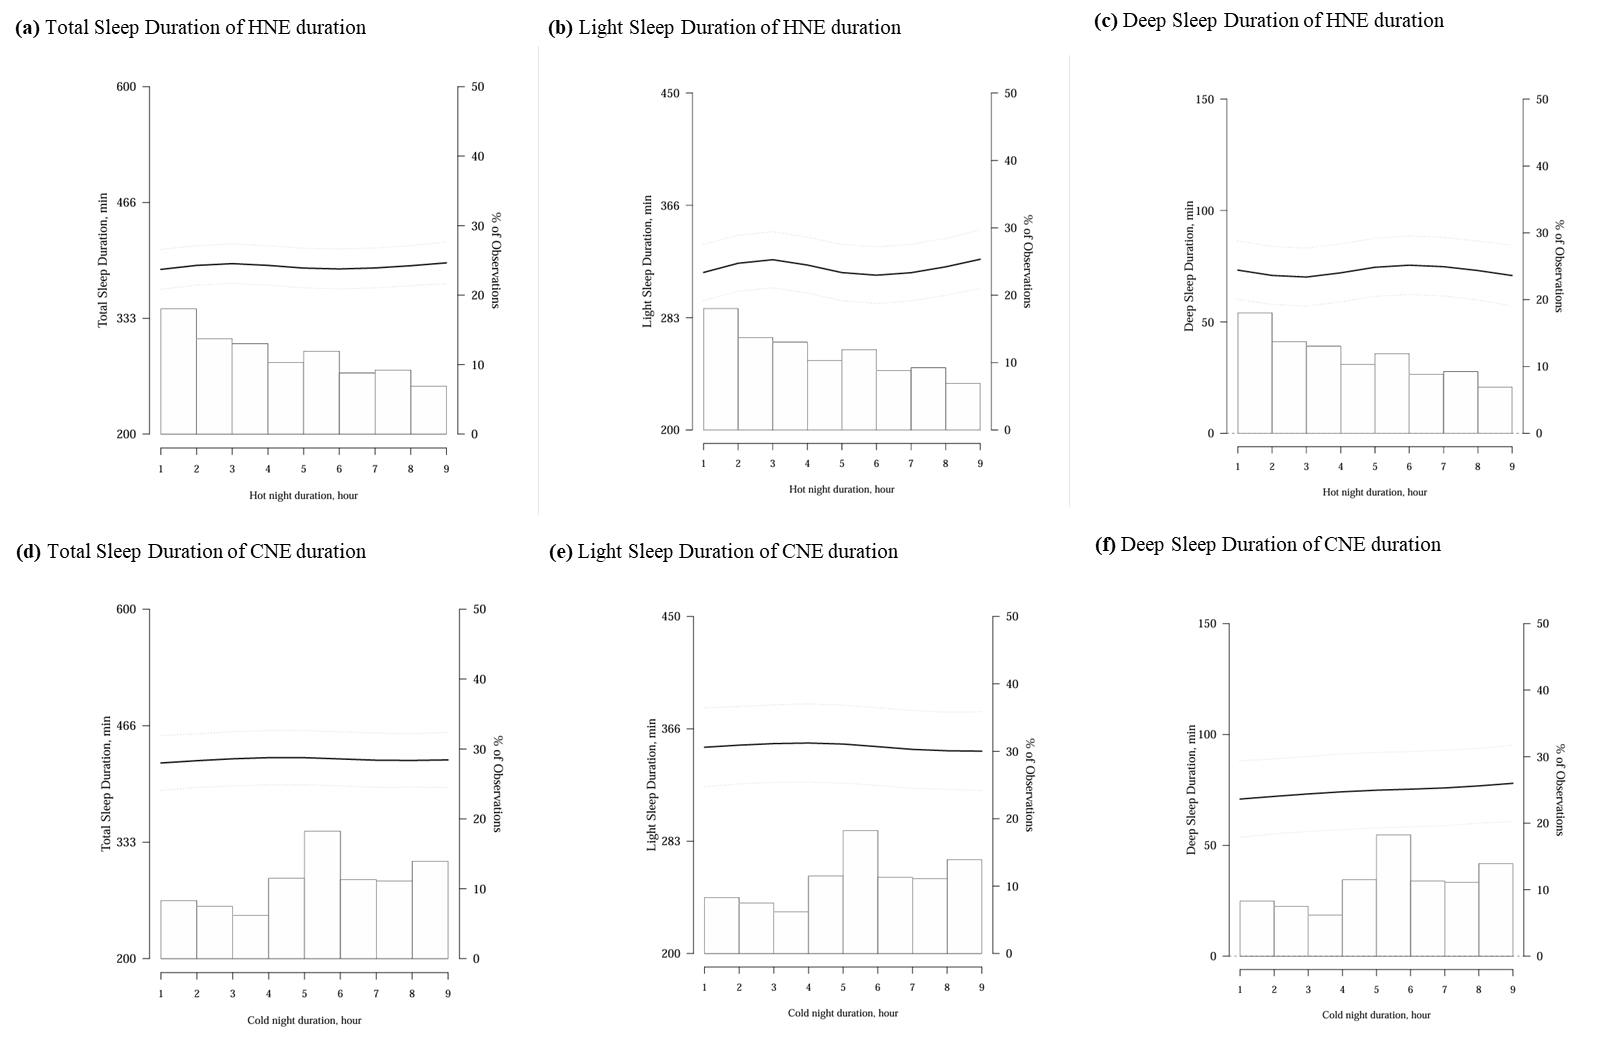 (a) Total Sleep Duration of HNE duration
600
466
333
200
Total Sleep Duration, min
50
40
30
20
10
0
% of Observations
1 2 3 4 5 6 7 8 9
Hot night duration, hour
(b) Light Sleep Duration of HNE duration
450
366
283
200
Light Sleep Duration, min
50
40
30
20
10
0
% of Observations
1 2 3 4 5 6 7 8 9
Hot night duration, hour
(c) Deep Sleep Duration of HNE duration
150
100
50
0
Deep Sleep Duration, min
50
40
30
20
10
0
% of Observations
1 2 3 4 5 6 7 8 9
Hot night duration, hour
(d) Total Sleep Duration of CNE duration
600
466
333
200
Total Sleep Duration, min
50
40
30
20
10
0
% of Observations
1 2 3 4 5 6 7 8 9
Cold night duration, hour
(e) Light Sleep Duration of CNE duration
450
366
283
200
Light Sleep Duration, min
50
40
30
20
10
0
% of Observations
1 2 3 4 5 6 7 8 9
Cold night duration, hour
(f) Deep Sleep Duration of CNE duration
150
100
50
0
Deep Sleep Duration, min
50
40
30
20
10
0
% of Observations
1 2 3 4 5 6 7 8 9
Cold night duration, hour